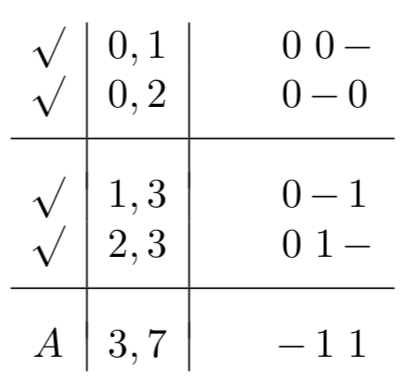 √ 0, 1 0 0 −
√ 0, 2 0 − 0
√ 1, 3 0 − 1
√ 2, 3 0 1 −
A 3, 7 − 1 1